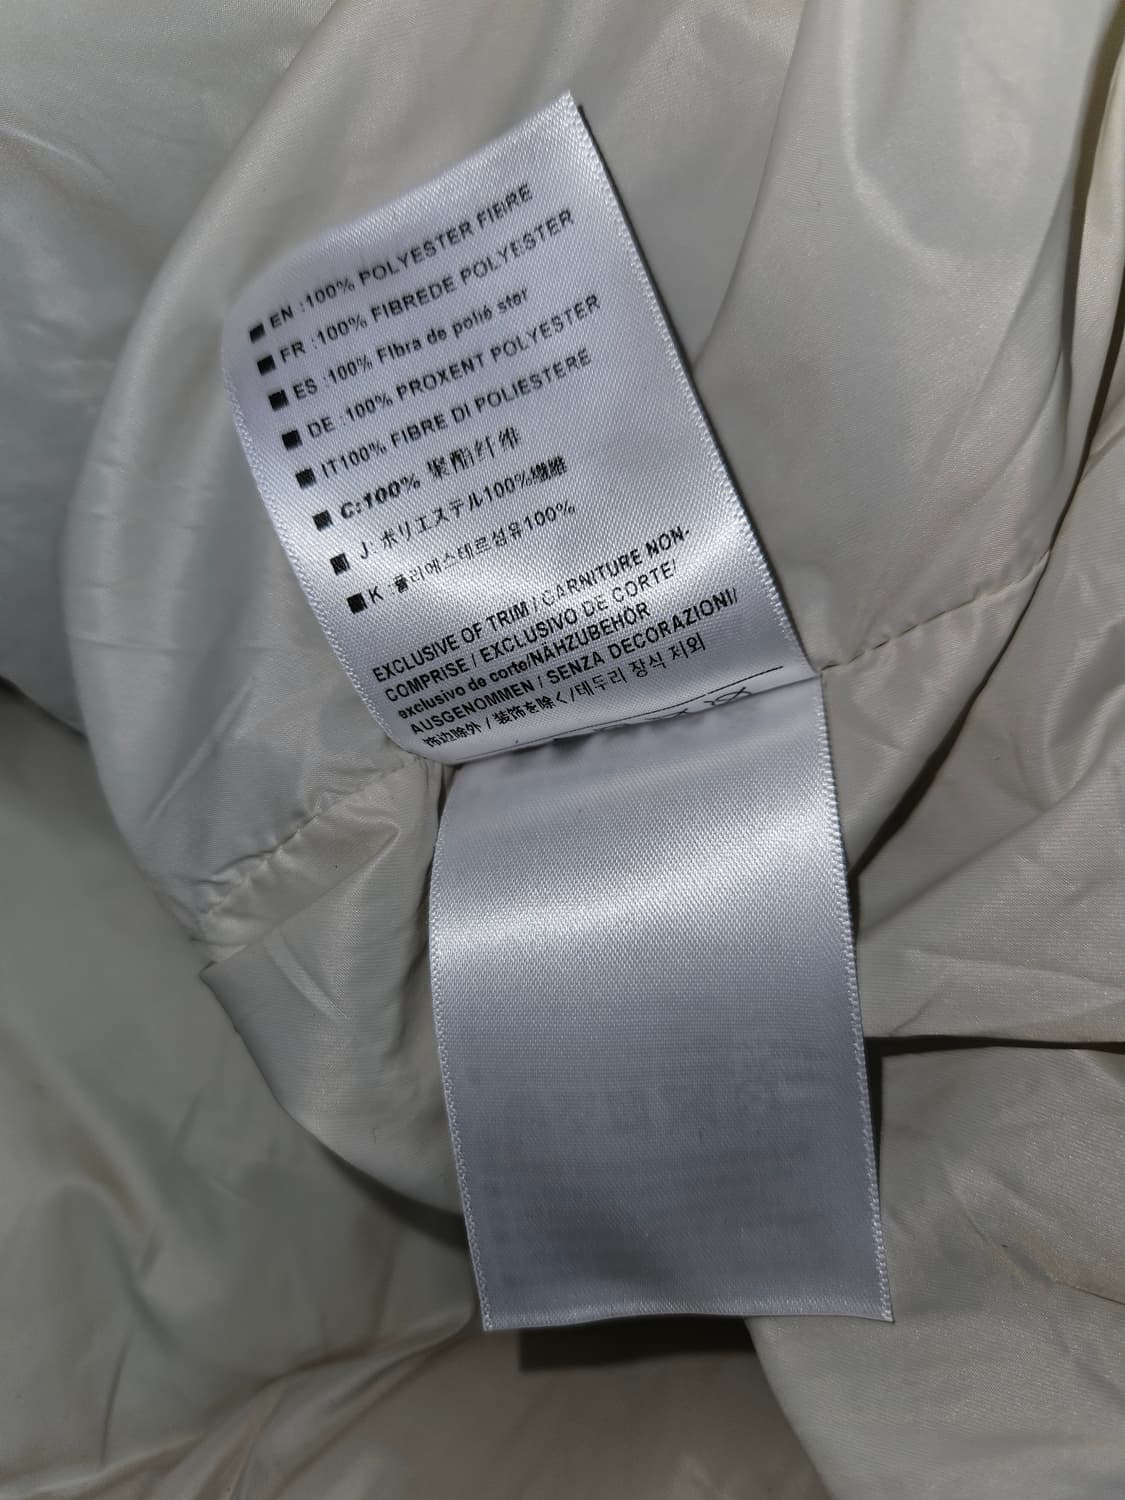 EN :100% POLYESTER FIBRE
FR :100% FIBREDE POLYESTER
ES :100% Fibra de polié ster
DE :100% PROXENT POLYESTER
IT100% FIBRE DI POLIESTERE
C:100% 聚酯纤维
J: ポリエステル100%繊維
K :폴리에스테르섬유100%
EXCLUSIVE OF TRIM / GARNITURE NON-
COMPRISE / EXCLUSIVO DE CORTE/
exclusivo de corte/NÄHZUBEHÖR
AUSGENOMMEN / SENZA DECORAZIONI/
饰边除外 / 装飾を除く/테두리 장식 제외